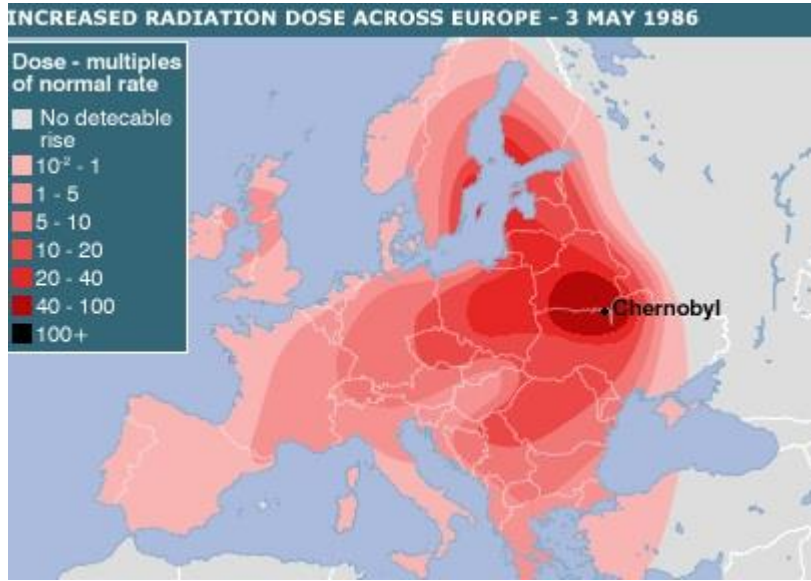 INCREASED RADIATION DOSE ACROSS EUROPE - 3 MAY 1986
Dose - multiples
of normal rate
No detecable
rise
10⁻² - 1
1 - 5
5 - 10
10 - 20
20 - 40
40 - 100
100+
Chernobyl